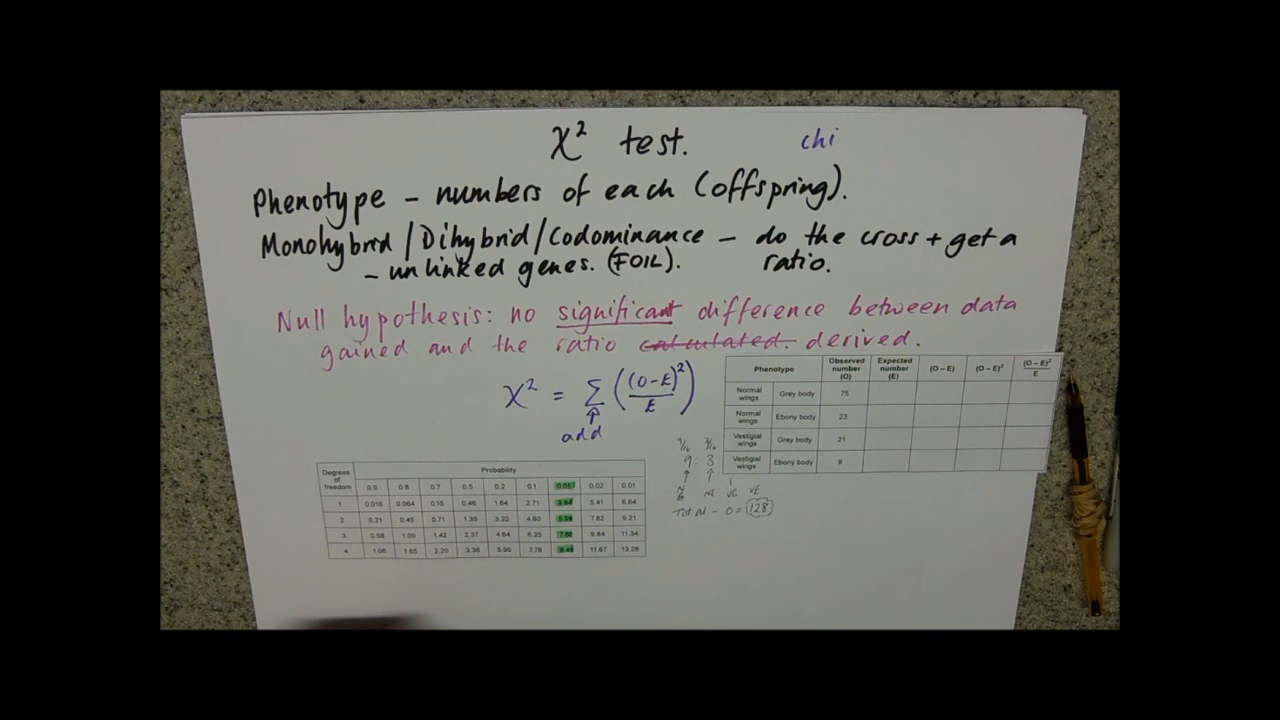 χ² test. chi
Phenotype - numbers of each (offspring).
Monohybrid / Dihybrid / Codominance - do the cross + get a
- unlinked genes. (FOIL). ratio.
Null hypothesis: no significant difference between data
gained and the ratio calculated. derived.
χ² = Σ ((O-E)²/E)
add
Phenotype Observed number (O) Expected number (E) (O – E) (O – E)² (O – E)²/E
Normal wings Grey body 75
Normal wings Ebony body 23
Vestigial wings Grey body 21
Vestigial wings Ebony body 9
9 : 3
NE VG VE
Total - O = 128
Degrees of freedom Probability
0.9 0.8 0.7 0.5 0.2 0.1 0.05 0.02 0.01
1 0.016 0.064 0.15 0.46 1.64 2.71 3.84 5.41 6.64
2 0.21 0.45 0.71 1.39 3.22 4.60 5.99 7.82 9.21
3 0.58 1.00 1.42 2.37 4.64 6.25 7.82 9.84 11.34
4 1.06 1.65 2.20 3.36 5.99 7.78 9.49 11.67 13.28